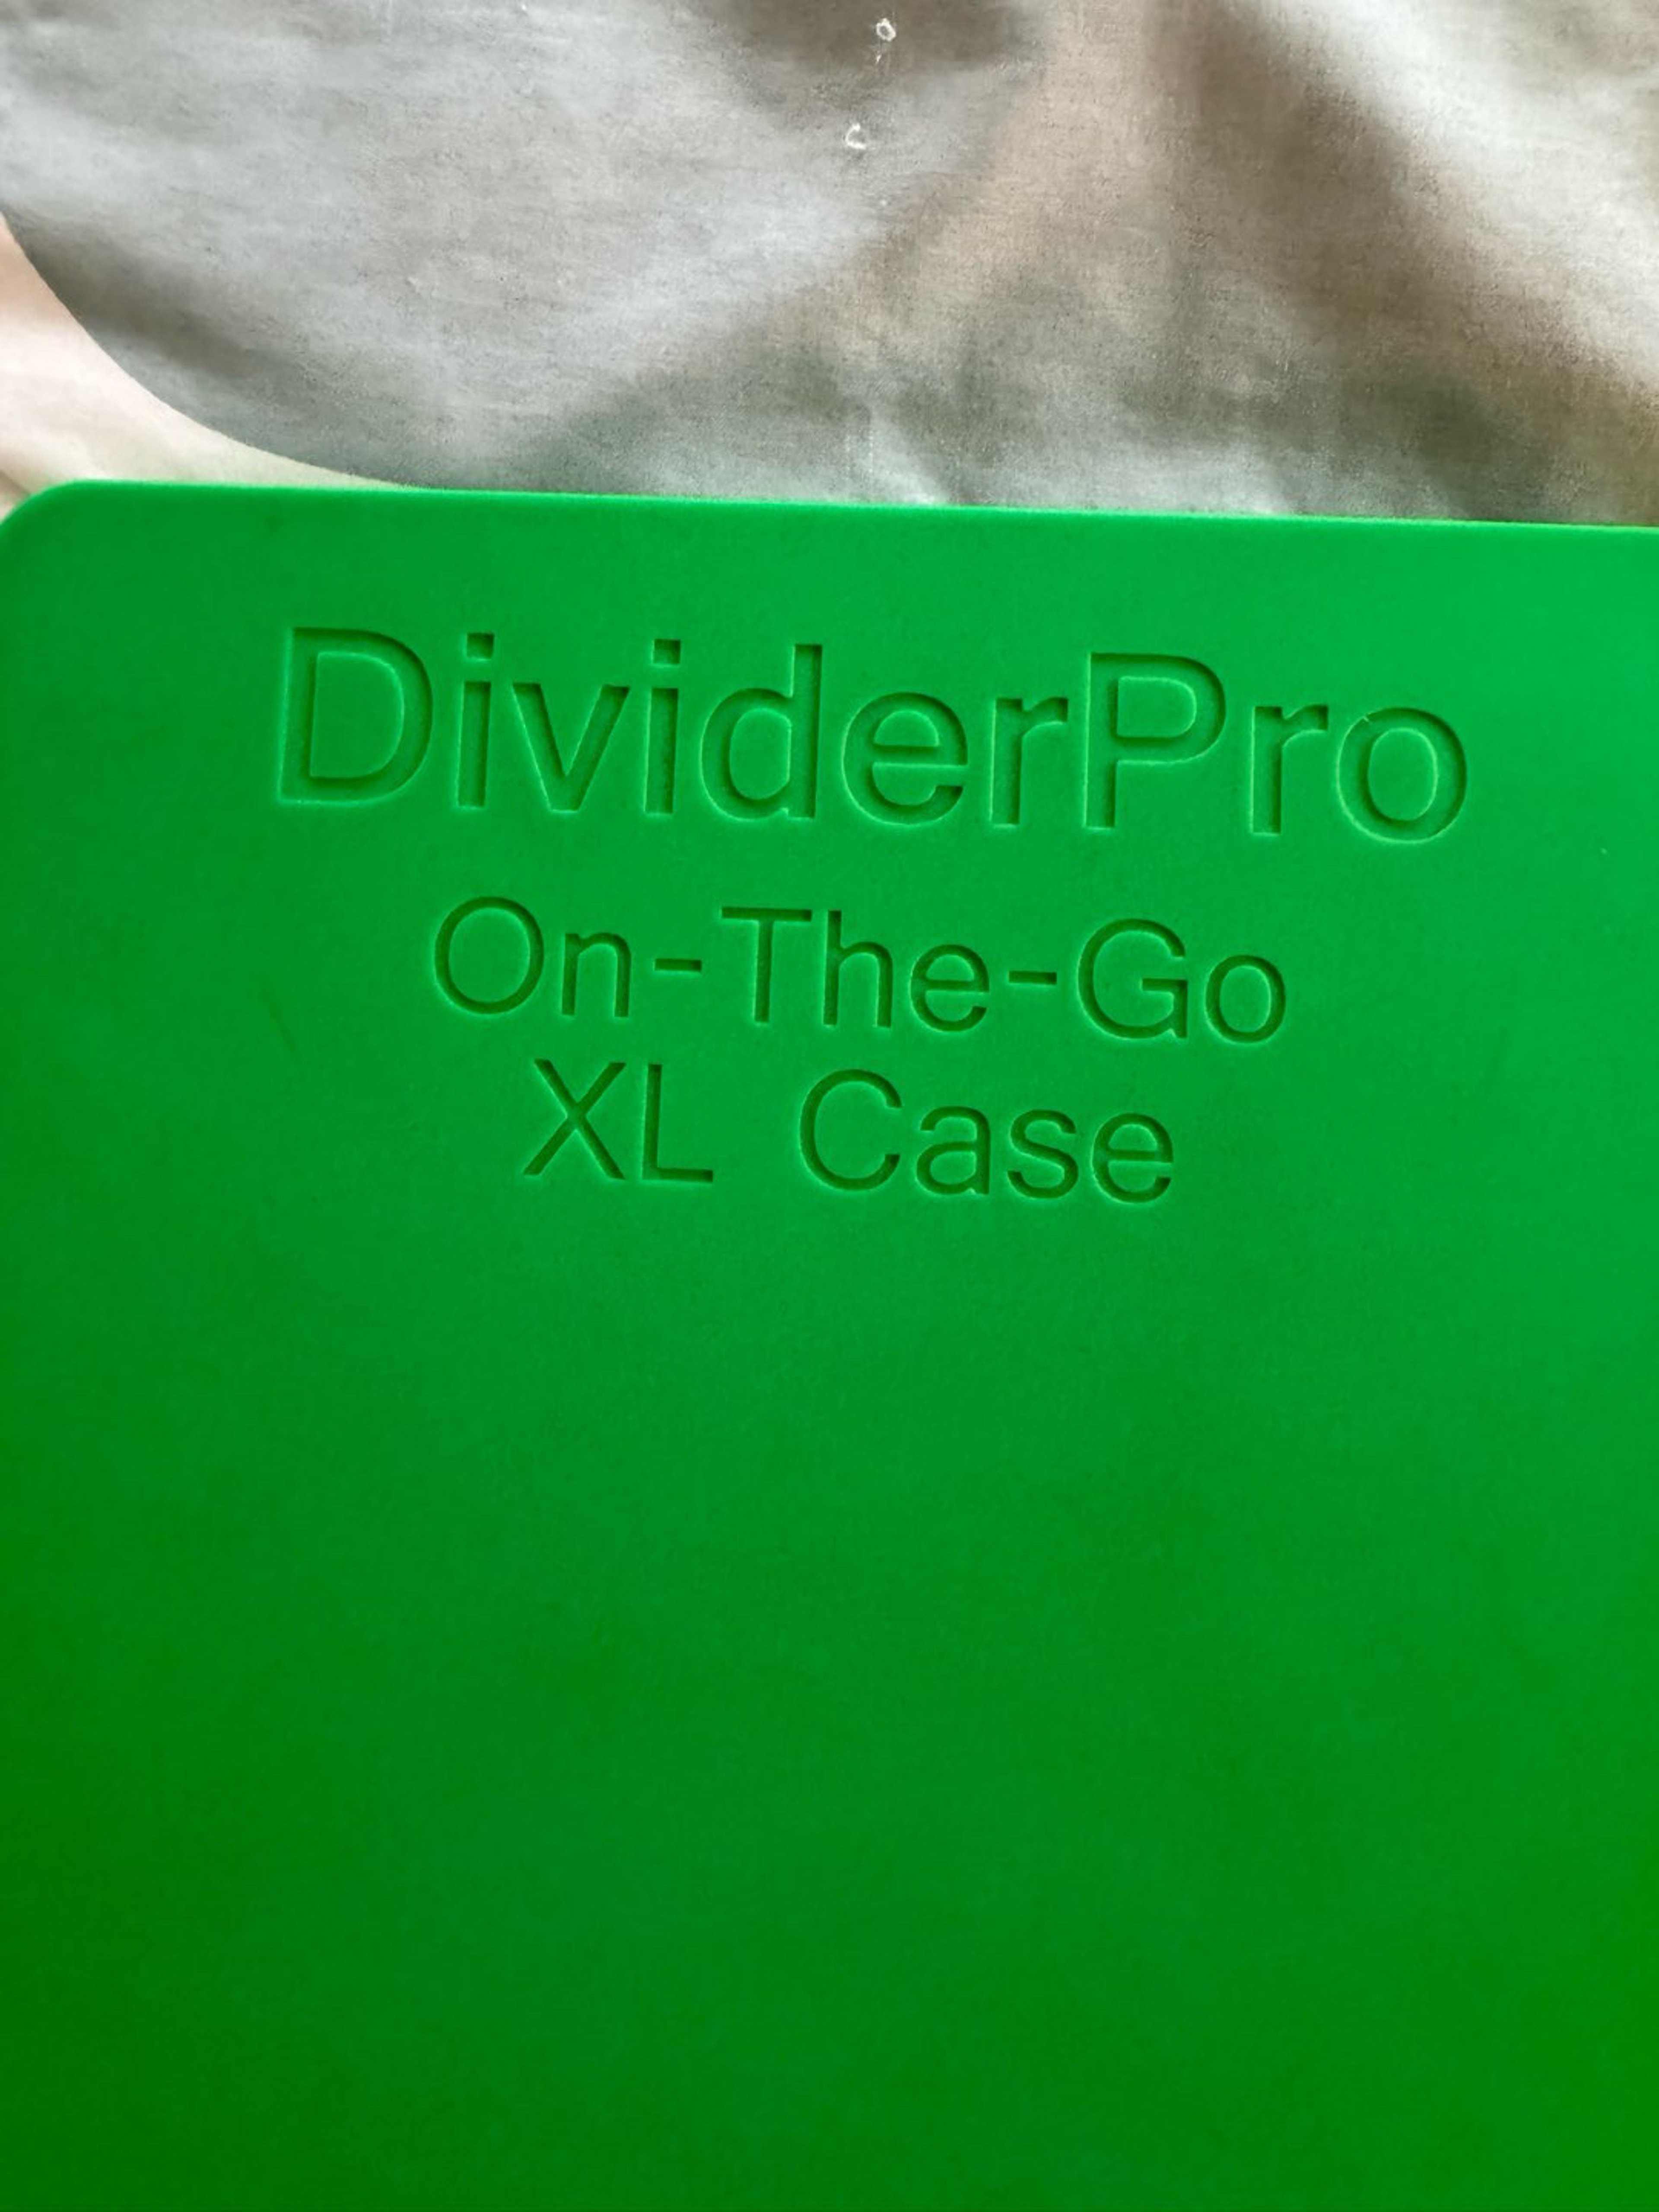 DividerPro
On-The-Go
XL Case